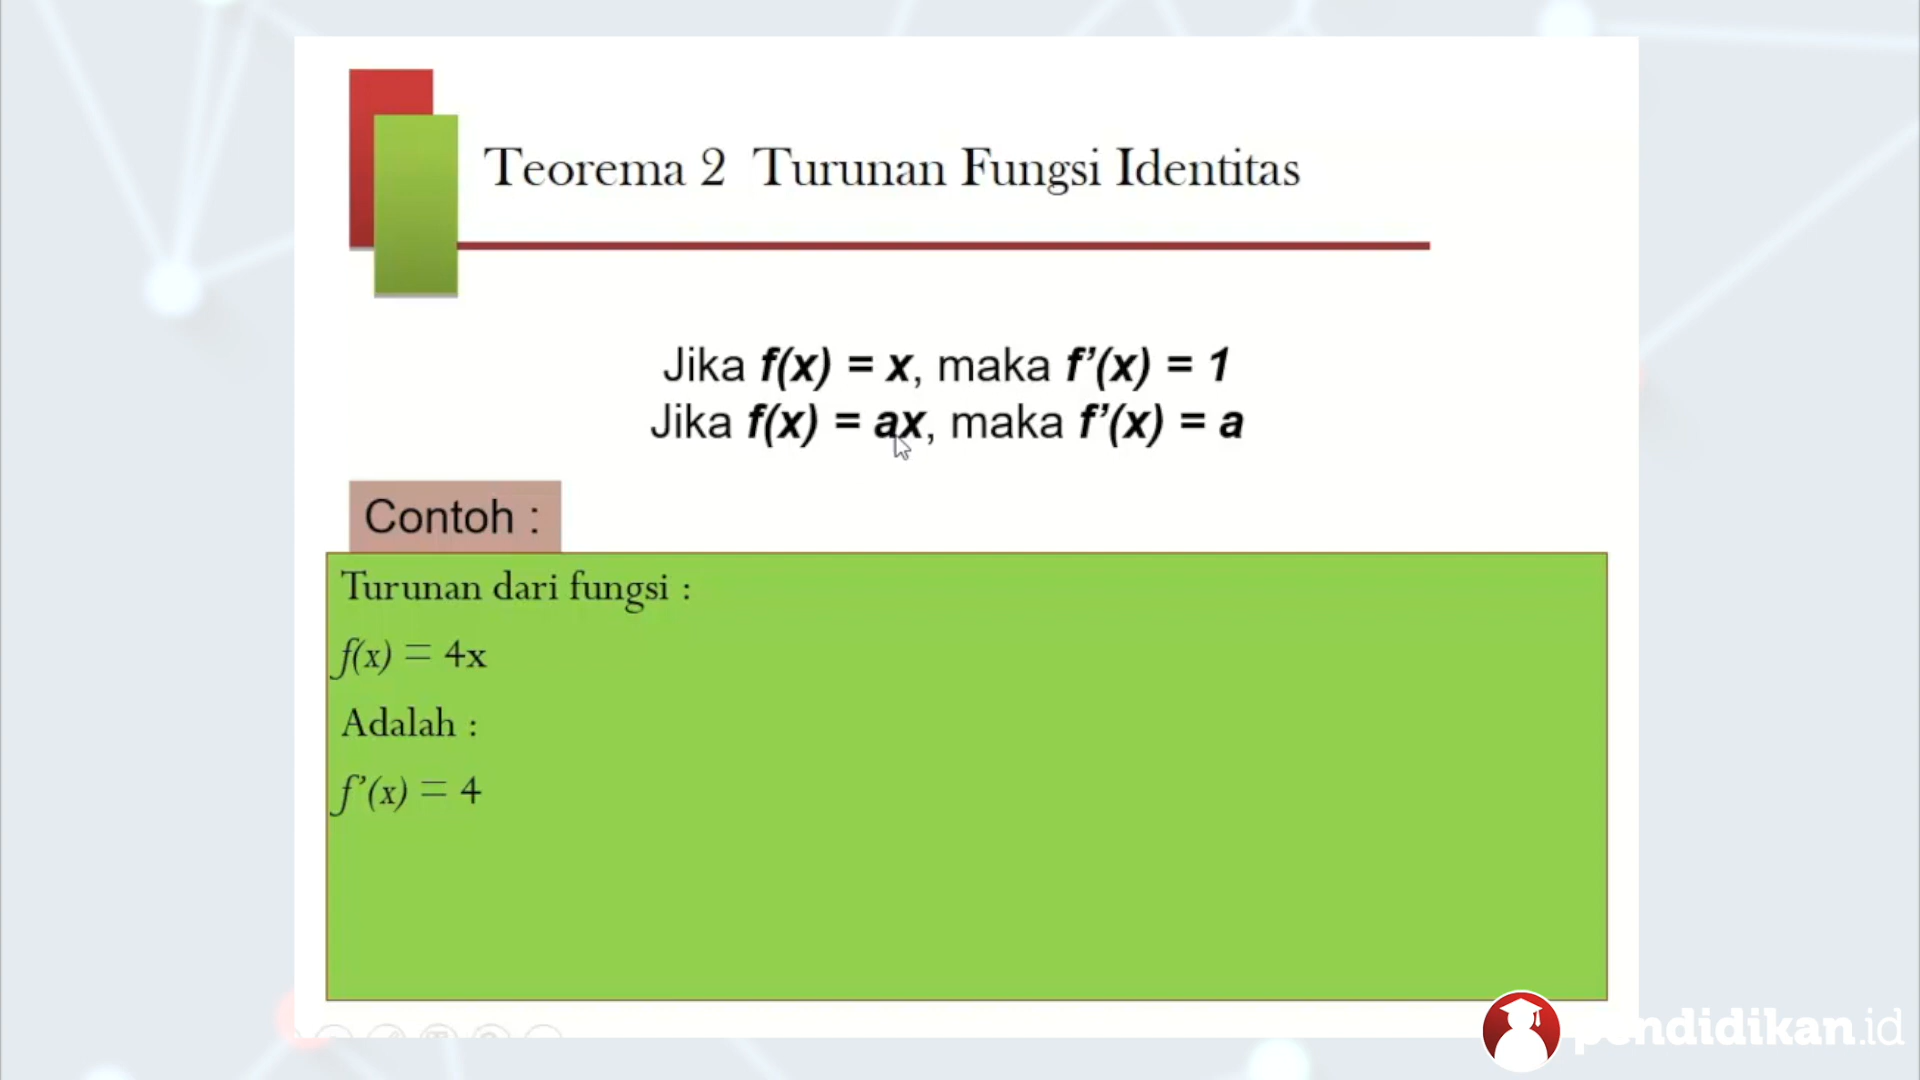 Teorema 2 Turunan Fungsi Identitas
Jika f(x) = x, maka f’(x) = 1
Jika f(x) = ax, maka f’(x) = a
Contoh :
Turunan dari fungsi :
f(x) = 4x
Adalah :
f’(x) = 4
pendidikan.id